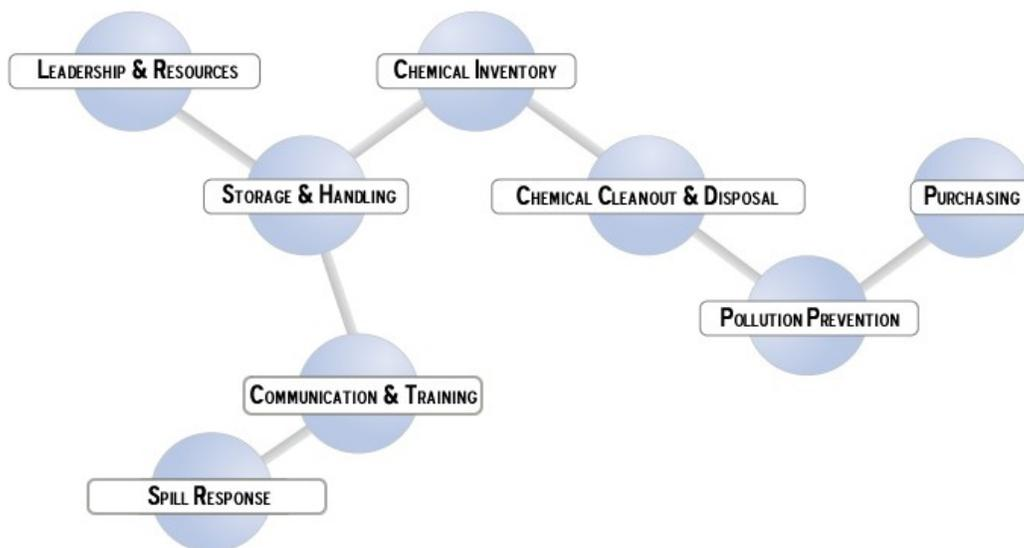 Leadership & Resources
Chemical Inventory
Storage & Handling
Chemical Cleanout & Disposal
Purchasing
Pollution Prevention
Communication & Training
Spill Response